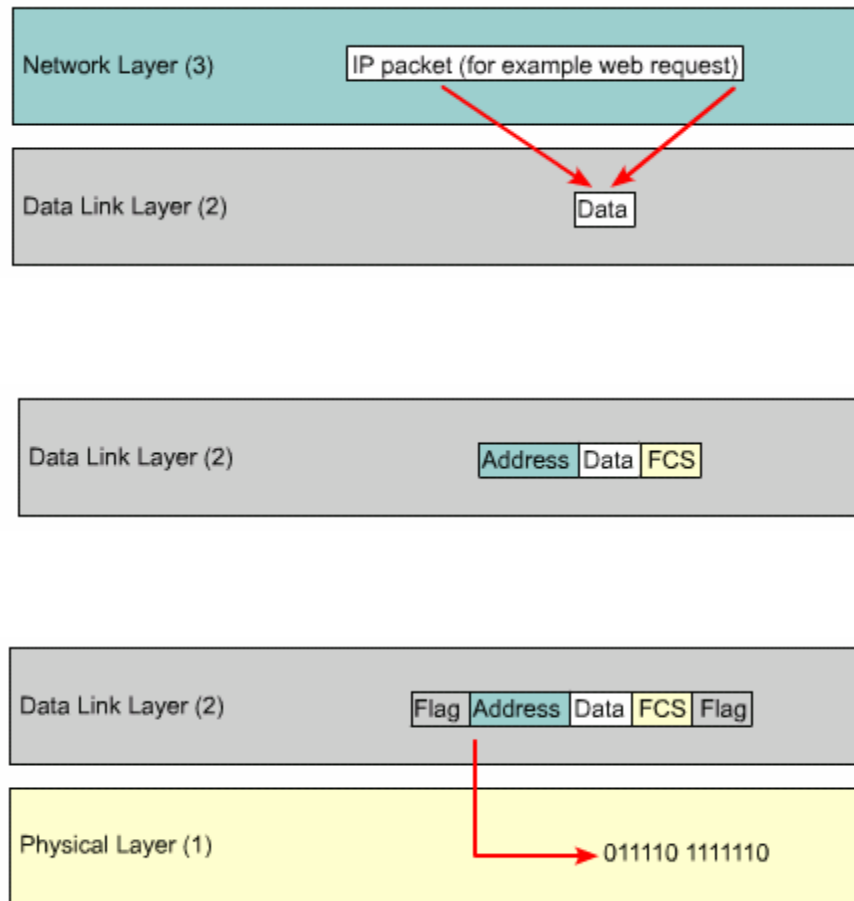 Network Layer (3) IP packet (for example web request)
Data Link Layer (2) Data
Data Link Layer (2) Address Data FCS
Data Link Layer (2) Flag Address Data FCS Flag
Physical Layer (1) 011110 1111110